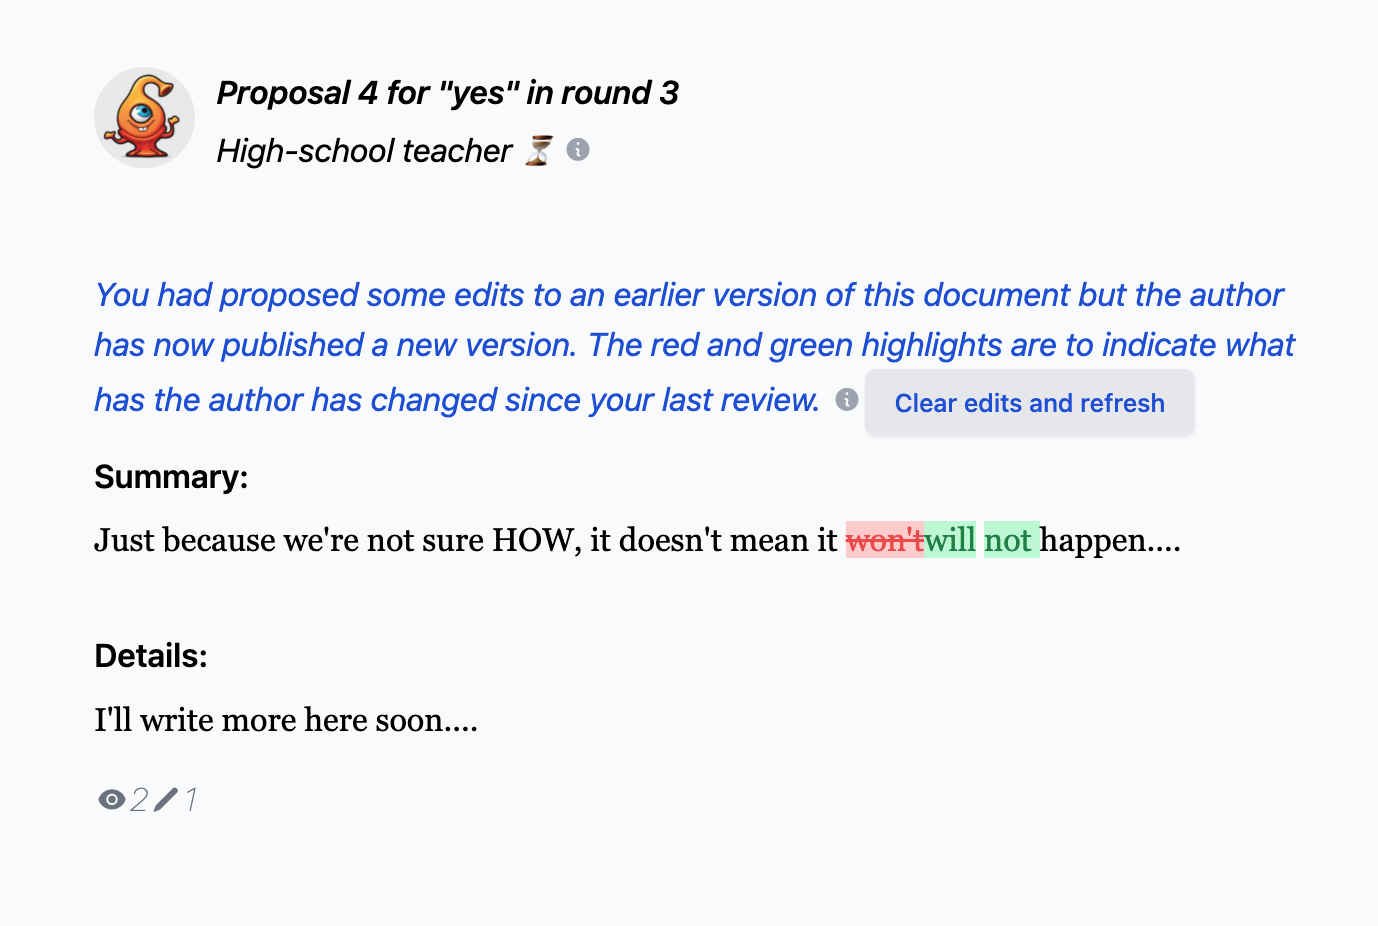 Proposal 4 for "yes" in round 3
High-school teacher
You had proposed some edits to an earlier version of this document but the author
has now published a new version. The red and green highlights are to indicate what
has the author has changed since your last review. Clear edits and refresh
Summary:
Just because we're not sure HOW, it doesn't mean it won'twill not happen....
Details:
I'll write more here soon....
2 1